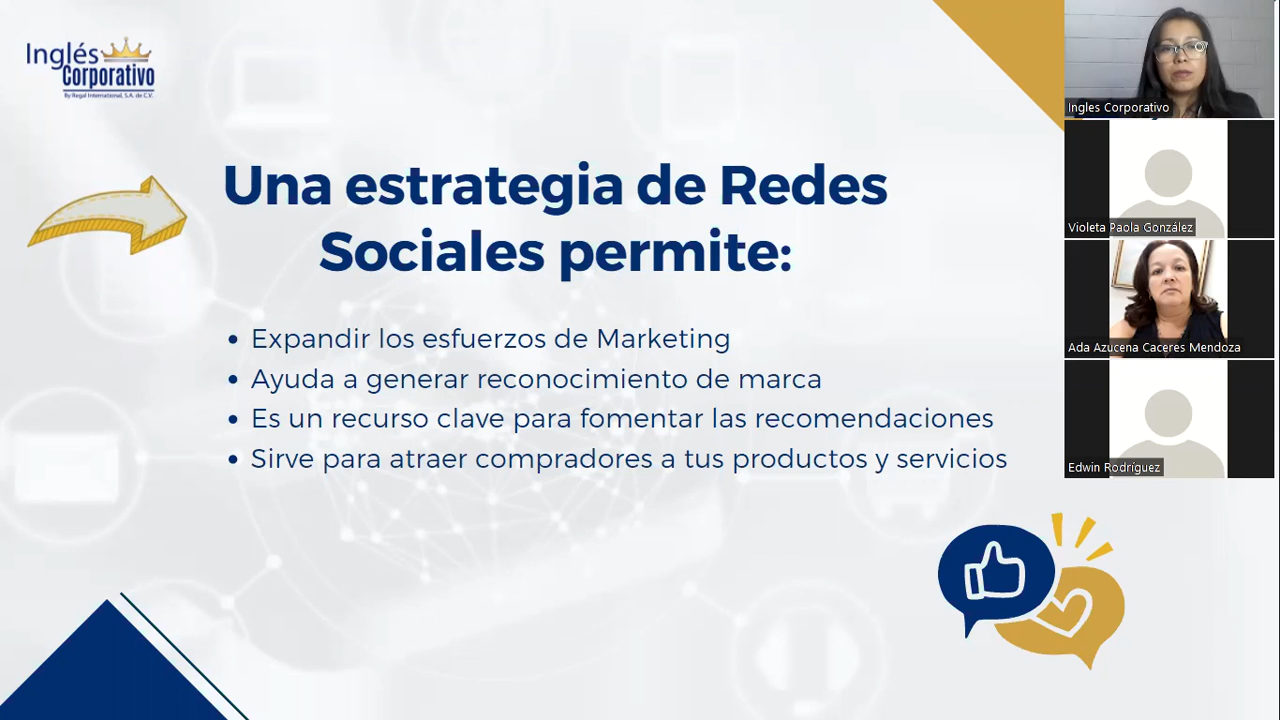 Inglés
Corporativo
By Regal International, S.A. de C.V.
Una estrategia de Redes
Sociales permite:
• Expandir los esfuerzos de Marketing
• Ayuda a generar reconocimiento de marca
• Es un recurso clave para fomentar las recomendaciones
• Sirve para atraer compradores a tus productos y servicios
Ingles Corporativo
Violeta Paola González
Ada Azucena Caceres Mendoza
Edwin Rodríguez